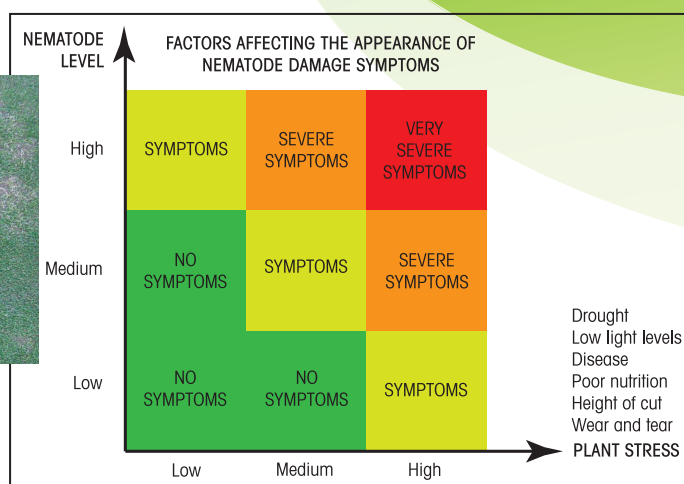 NEMATODE
LEVEL
FACTORS AFFECTING THE APPEARANCE OF
NEMATODE DAMAGE SYMPTOMS
High
SYMPTOMS
SEVERE
SYMPTOMS
VERY
SEVERE
SYMPTOMS
Medium
NO
SYMPTOMS
SYMPTOMS
SEVERE
SYMPTOMS
Low
NO
SYMPTOMS
NO
SYMPTOMS
SYMPTOMS
Drought
Low light levels
Disease
Poor nutrition
Height of cut
Wear and tear
PLANT STRESS
Low
Medium
High